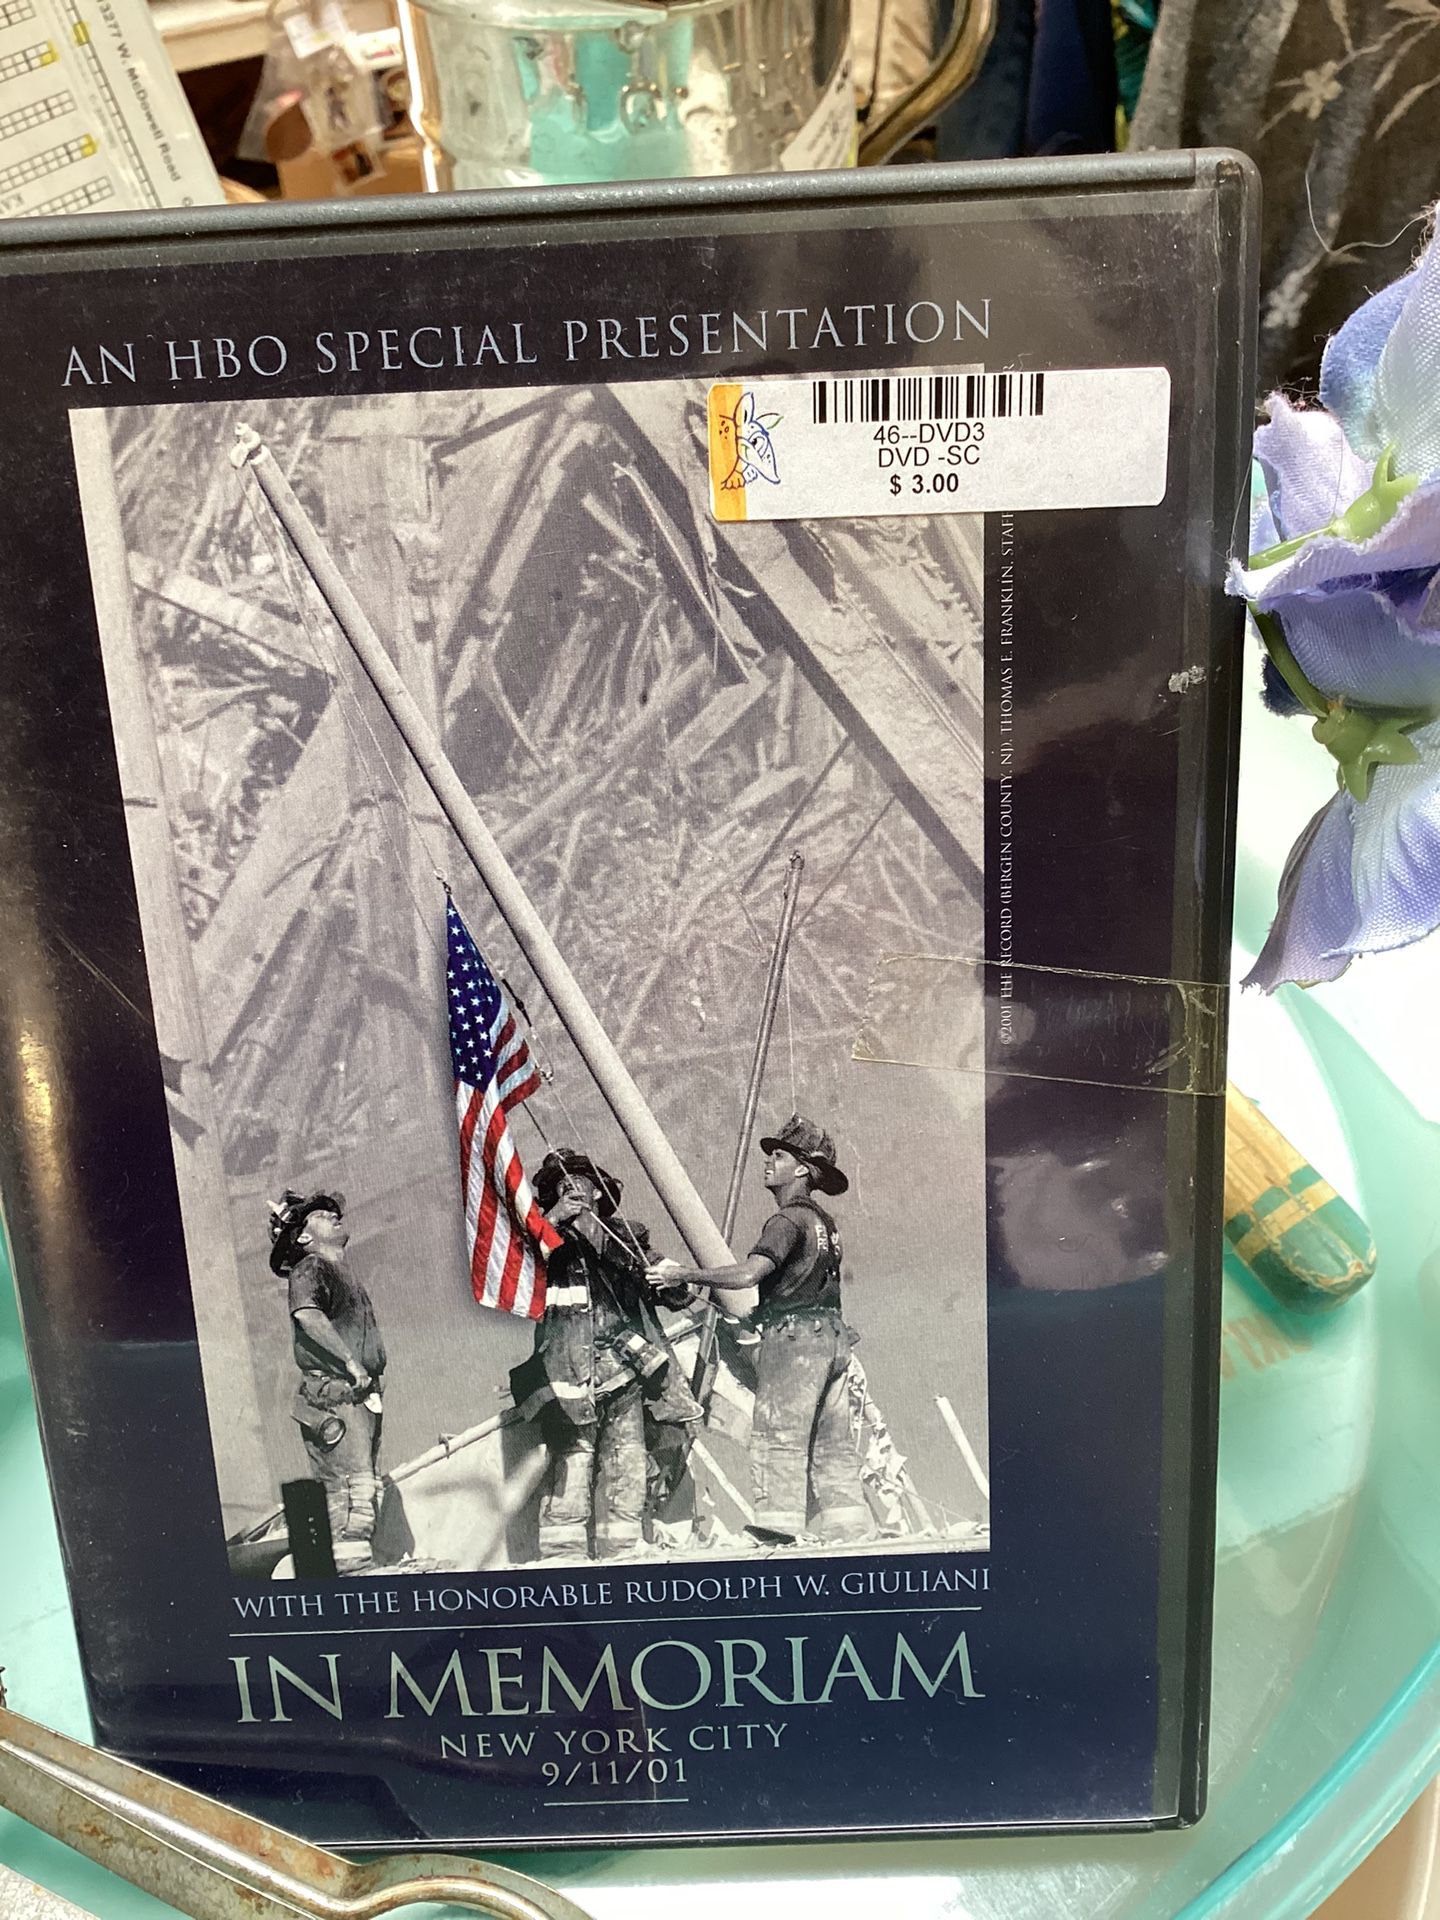 13277 W. McDowell Road
AN HBO SPECIAL PRESENTATION
46--DVD3
DVD -SC
$ 3.00
©2001 THE RECORD (BERGEN COUNTY, NJ), THOMAS E. FRANKLIN, STAFF
WITH THE HONORABLE RUDOLPH W. GIULIANI
IN MEMORIAM
NEW YORK CITY
9/11/01